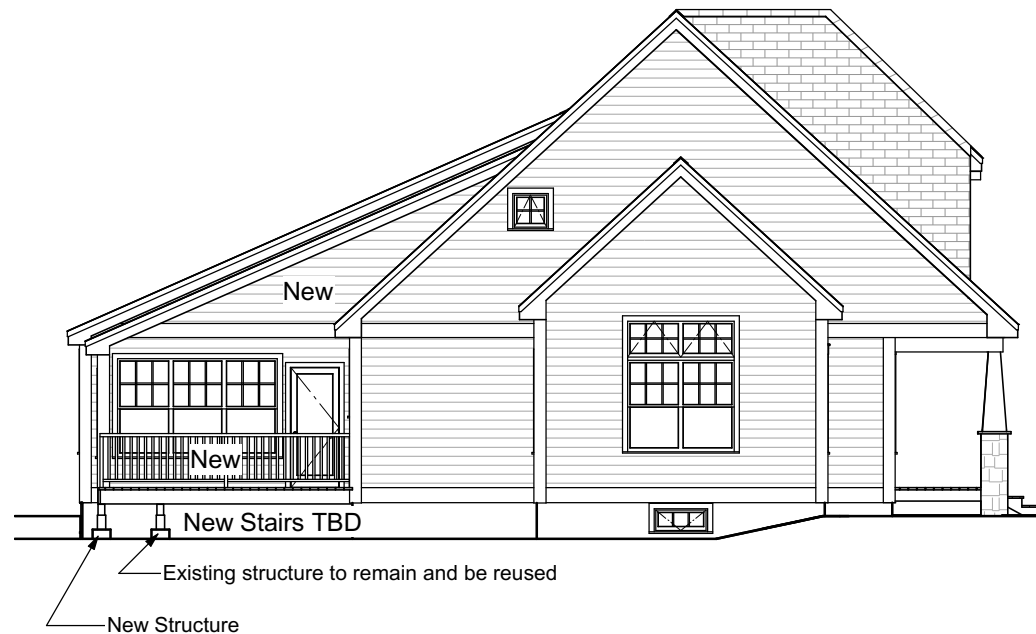 New
New
New Stairs TBD
Existing structure to remain and be reused
New Structure